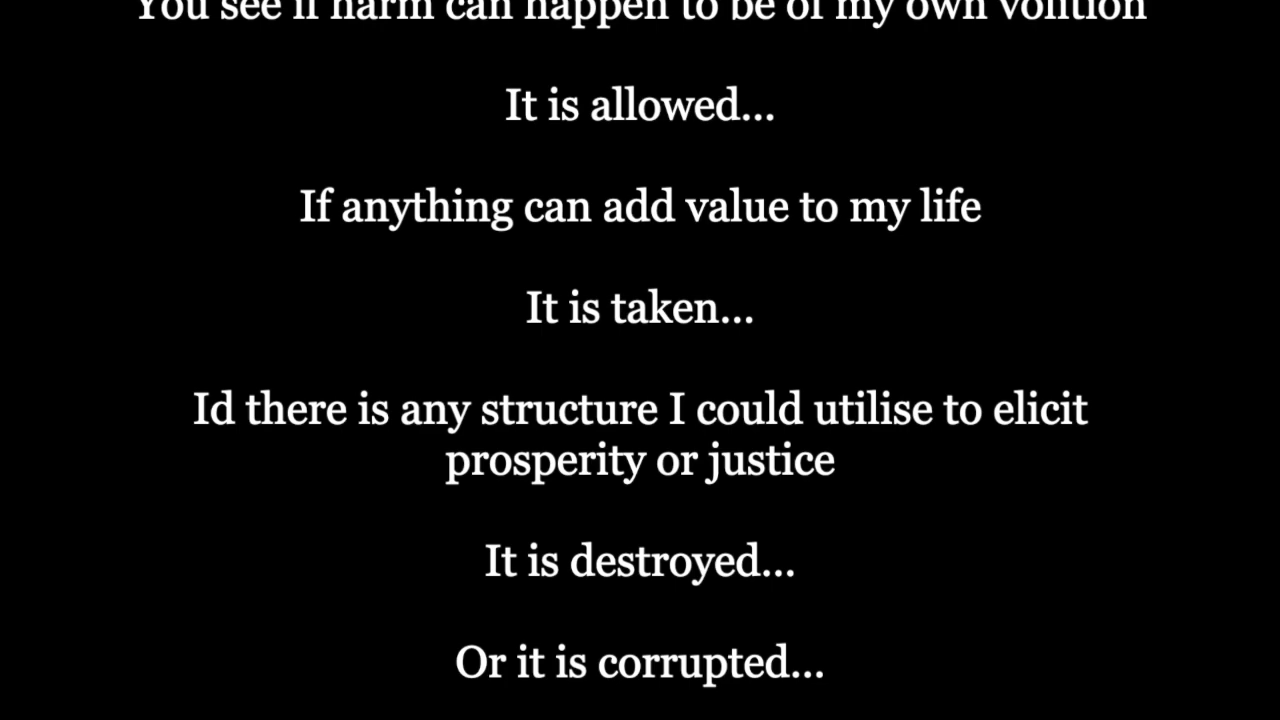 You see if harm can happen to be of my own volition
It is allowed...
If anything can add value to my life
It is taken...
Id there is any structure I could utilise to elicit
prosperity or justice
It is destroyed...
Or it is corrupted...